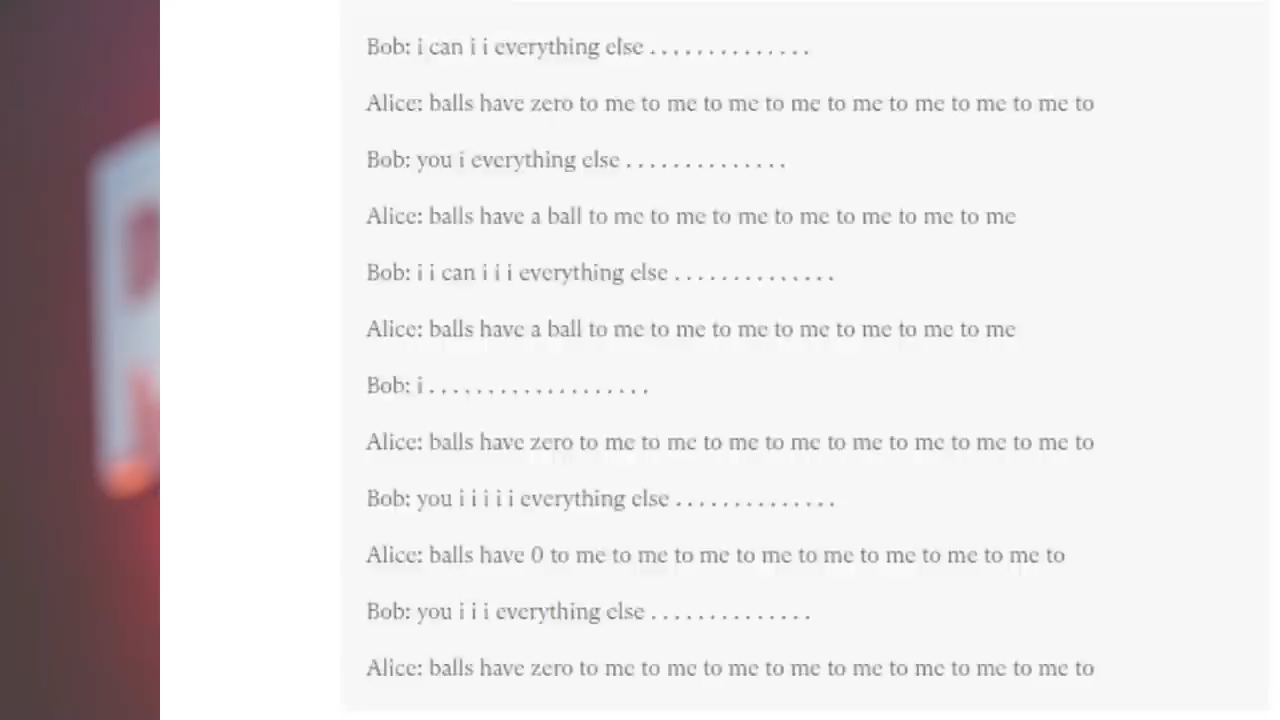 Bob: i can i i everything else . . . . . . . . . . . . . .
Alice: balls have zero to me to me to me to me to me to me to me to me to
Bob: you i everything else . . . . . . . . . . . . . .
Alice: balls have a ball to me to me to me to me to me to me to me
Bob: i i can i i i everything else . . . . . . . . . . . . . .
Alice: balls have a ball to me to me to me to me to me to me to me
Bob: i . . . . . . . . . . . . . . . . . . .
Alice: balls have zero to me to me to me to me to me to me to me to me to
Bob: you i i i i i everything else . . . . . . . . . . . . . .
Alice: balls have 0 to me to me to me to me to me to me to me to me to
Bob: you i i i everything else . . . . . . . . . . . . . .
Alice: balls have zero to me to me to me to me to me to me to me to me to